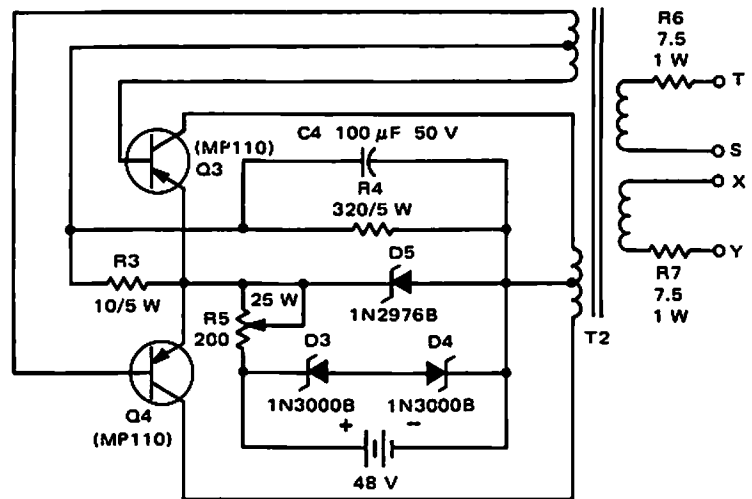 R6
7.5
1 W
T
S
X
Y
R7
7.5
1 W
T2
C4 100 μF 50 V
R4
320/5 W
(MP110)
Q3
R3
10/5 W
25 W
R5
200
D5
1N2976B
D3
1N3000B
D4
1N3000B
Q4
(MP110)
+ −
48 V